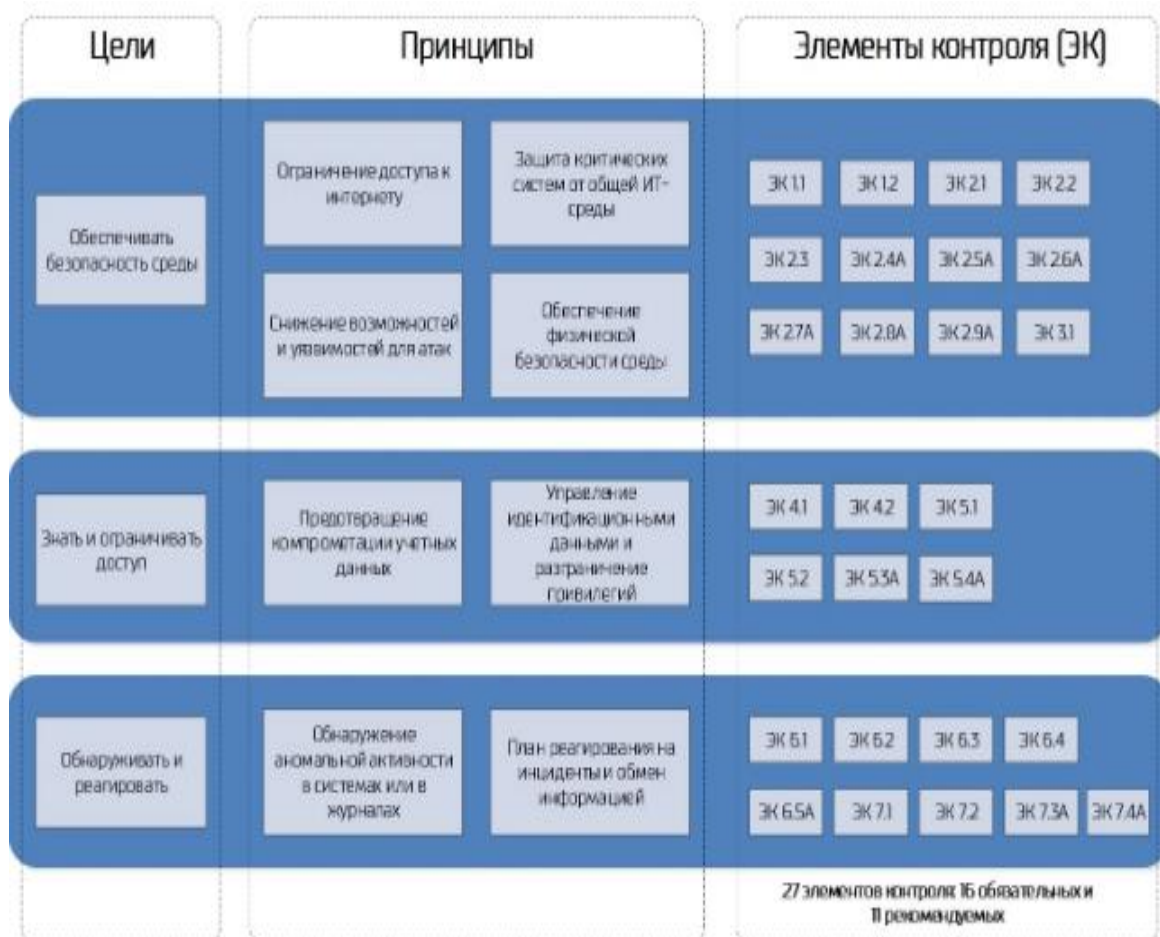 Цели
Принципы
Элементы контроля (ЭК)
Обеспечивать
безопасность среды
Ограничение доступа к
интернету
Защита критических
систем от общей ИТ-
среды
Снижение возможностей
и уязвимостей для атак
Обеспечение
физической
безопасности среды
ЭК 1.1 ЭК 1.2 ЭК 2.1 ЭК 2.2
ЭК 2.3 ЭК 2.4А ЭК 2.5А ЭК 2.6А
ЭК 2.7А ЭК 2.8А ЭК 2.9А ЭК 3.1
Знать и ограничивать
доступ
Предотвращение
компрометации учетных
данных
Управление
идентификационными
данными и
разграничение
привилегий
ЭК 4.1 ЭК 4.2 ЭК 5.1
ЭК 5.2 ЭК 5.3А ЭК 5.4А
Обнаруживать и
реагировать
Обнаружение
аномальной активности
в системах или в
журналах
План реагирования на
инциденты и обмен
информацией
ЭК 6.1 ЭК 6.2 ЭК 6.3 ЭК 6.4
ЭК 6.5А ЭК 7.1 ЭК 7.2 ЭК 7.3А ЭК 7.4А
27 элементов контроля: 16 обязательных и
11 рекомендуемых